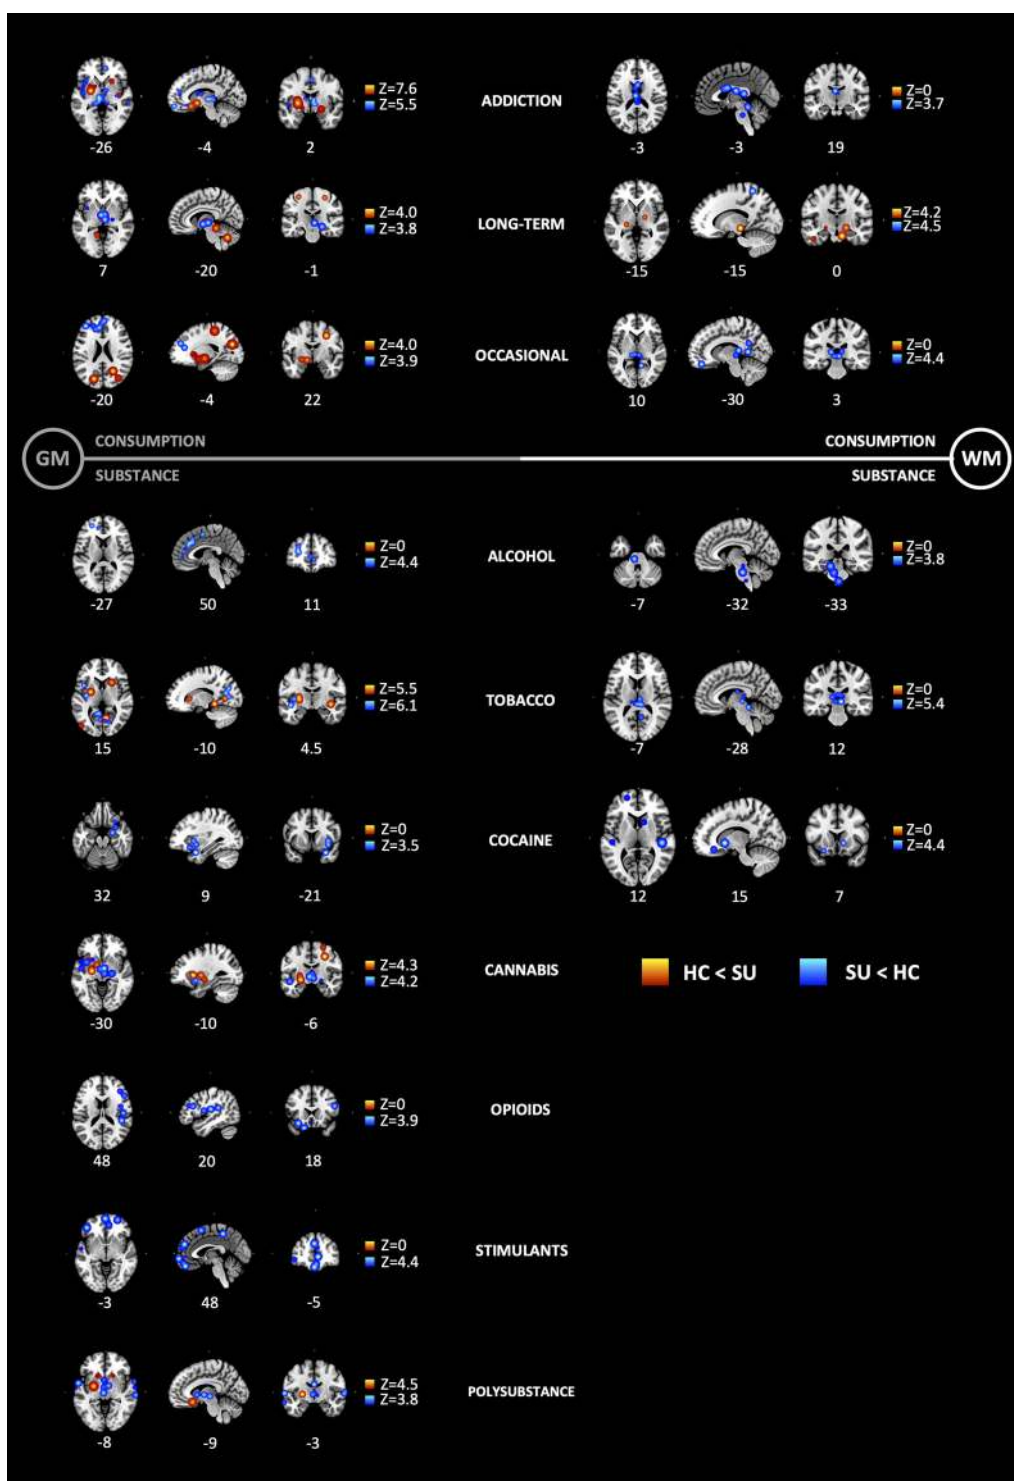 Z=7.6
Z=5.5
ADDICTION
Z=0
Z=3.7
-26 -4 2
-3 -3 19
Z=4.0
Z=3.8
LONG-TERM
Z=4.2
Z=4.5
7 -20 -1
-15 -15 0
Z=4.0
Z=3.9
OCCASIONAL
Z=0
Z=4.4
-20 -4 22
10 -30 3
CONSUMPTION CONSUMPTION
GM WM
SUBSTANCE SUBSTANCE
Z=0
Z=4.4
ALCOHOL
Z=0
Z=3.8
-27 50 11
-7 -32 -33
Z=5.5
Z=6.1
TOBACCO
Z=0
Z=5.4
15 -10 4.5
-7 -28 12
Z=0
Z=3.5
COCAINE
Z=0
Z=4.4
32 9 -21
12 15 7
Z=4.3
Z=4.2
CANNABIS
HC < SU SU < HC
-30 -10 -6
Z=0
Z=3.9
OPIOIDS
48 20 18
Z=0
Z=4.4
STIMULANTS
-3 48 -5
Z=4.5
Z=3.8
POLYSUBSTANCE
-8 -9 -3